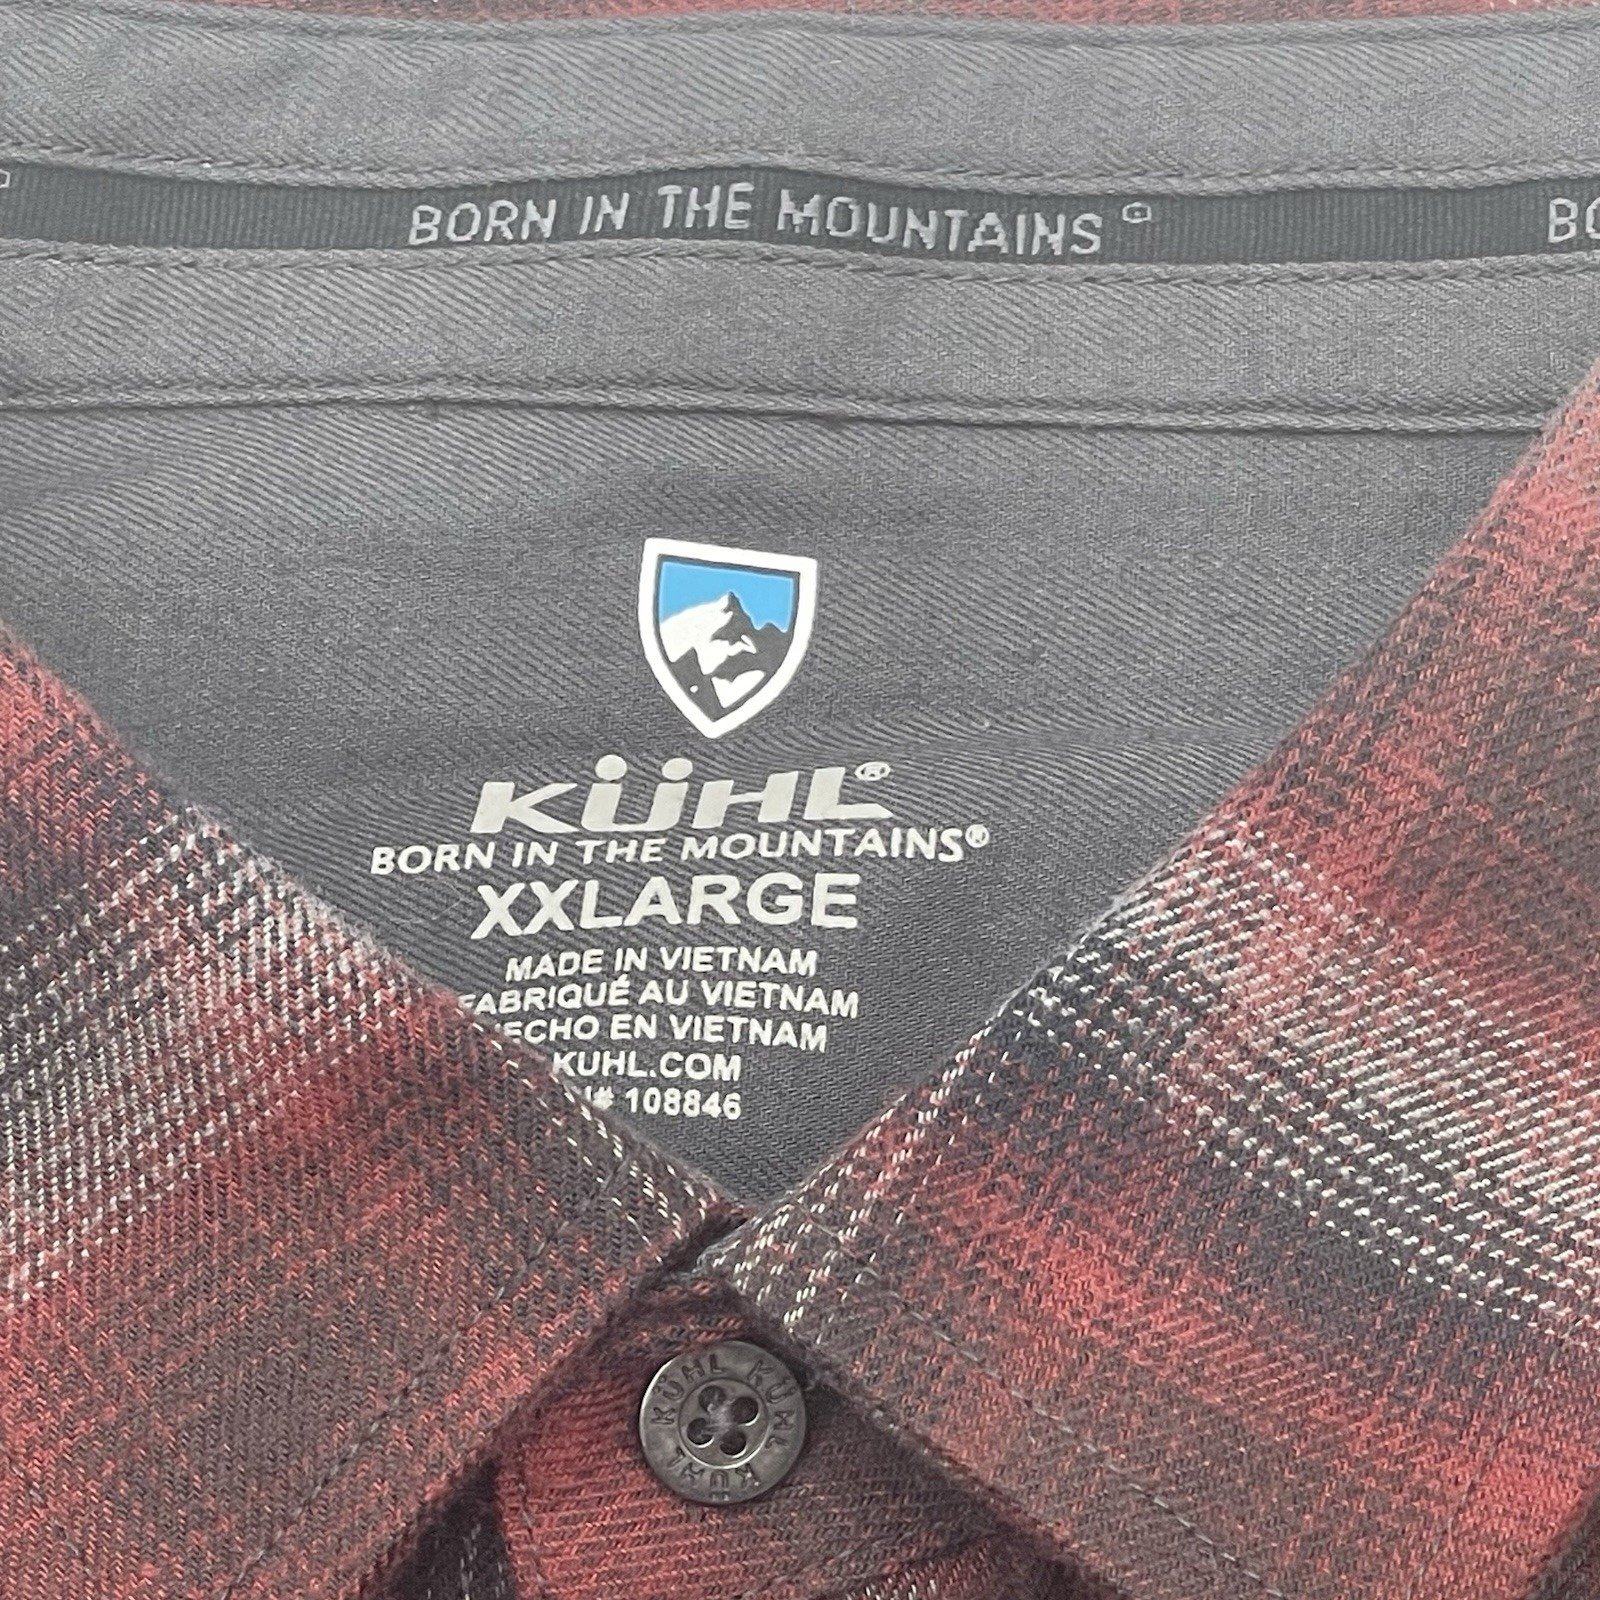 BORN IN THE MOUNTAINS
KÜHL®
BORN IN THE MOUNTAINS®
XXLARGE
MADE IN VIETNAM
FABRIQUÉ AU VIETNAM
HECHO EN VIETNAM
KUHL.COM
# 108846
KÜHL KÜHL KÜHL